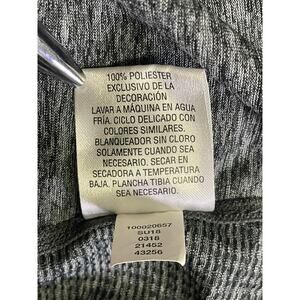 100% POLIESTER
EXCLUSIVO DE LA
DECORACIÓN
LAVAR A MÁQUINA EN AGUA
FRÍA. CICLO DELICADO CON
COLORES SIMILARES.
BLANQUEADOR SIN CLORO
SOLAMENTE CUANDO SEA
NECESARIO. SECAR EN
SECADORA A TEMPERATURA
BAJA. PLANCHA TIBIA CUANDO
SEA NECESARIO.
100020657
SU18
0318
21452
43256